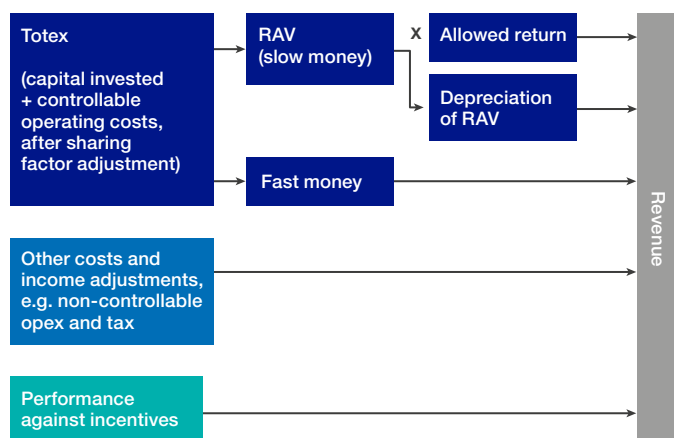 Totex
(capital invested
+ controllable
operating costs,
after sharing
factor adjustment)
RAV
(slow money)
x
Allowed return
Depreciation
of RAV
Fast money
Other costs and
income adjustments,
e.g. non-controllable
opex and tax
Performance
against incentives
Revenue